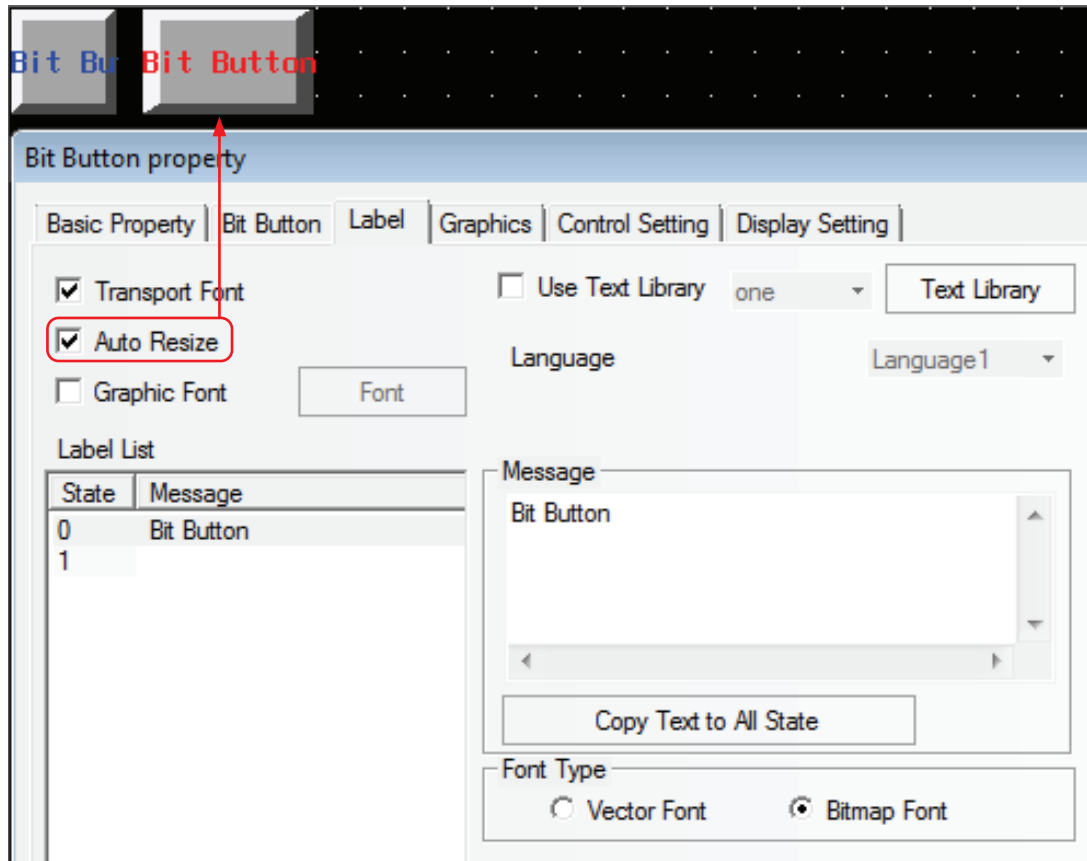 Bit Bu
Bit Button
Bit Button property
Basic Property
Bit Button
Label
Graphics
Control Setting
Display Setting
Transport Font
Auto Resize
Graphic Font
Font
Use Text Library
one
Text Library
Language
Language1
Label List
State Message
0 Bit Button
1
Message
Bit Button
Copy Text to All State
Font Type
Vector Font
Bitmap Font